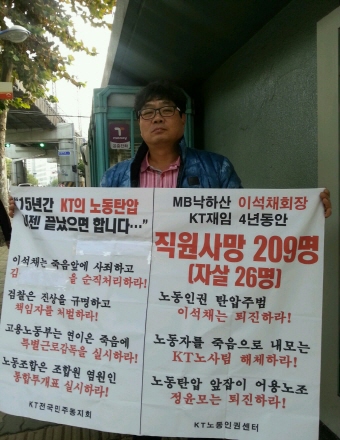 "15년간 KT의 노동탄압
이젠 끝났으면 합니다..."
이석채는 죽음앞에 사죄하고
김
을 순직처리하라!
검찰은 진상을 규명하고
책임자를 처벌하라!
고용노동부는 연이은 죽음에
특별근로감독을 실시하라!
노동조합은 조합원 염원인
통합투개표 실시하라!
KT전국민주동지회
MB낙하산 이석채회장
KT재임 4년동안
직원사망 209명
(자살 26명)
노동인권 탄압주범
이석채는 퇴진하라!
노동자를 죽음으로 내모는
KT노사팀 해체하라!
노동탄압 앞잡이 어용노조
정윤모는 퇴진하라!
KT노동인권센터